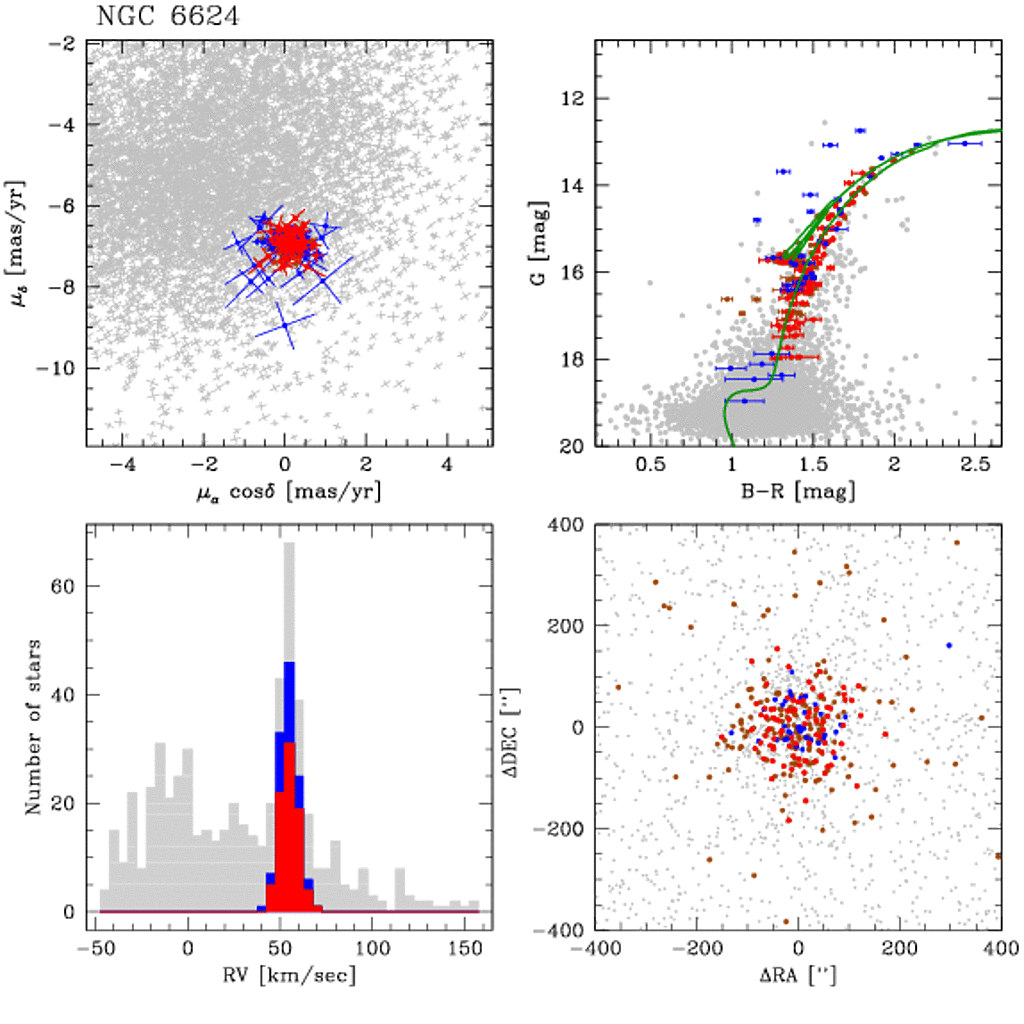 NGC 6624
−2
−4
−6
−8
−10
μδ [mas/yr]
−4 −2 0 2 4
μα cosδ [mas/yr]
12
14
16
18
20
G [mag]
0.5 1 1.5 2 2.5
B−R [mag]
60
40
20
0
Number of stars
−50 0 50 100 150
RV [km/sec]
400
200
0
−200
−400
ΔDEC ["]
−400 −200 0 200 400
ΔRA ["]